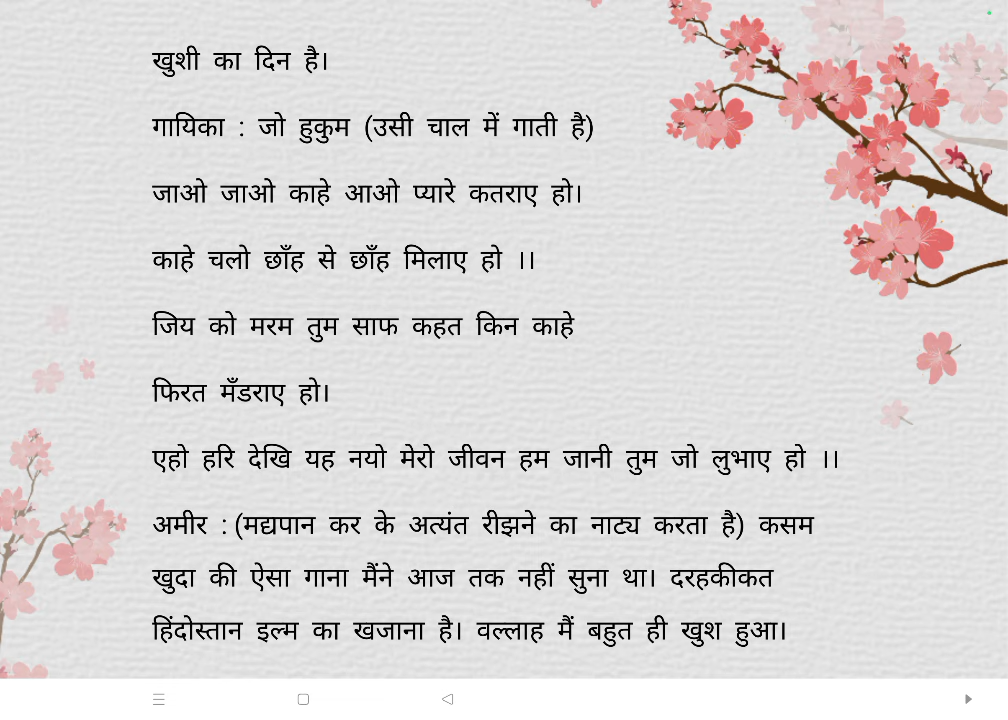 खुशी का दिन है।
गायिका : जो हुकुम (उसी चाल में गाती है)
जाओ जाओ काहे आओ प्यारे कतराए हो।
काहे चलो छाँह से छाँह मिलाए हो ।।
जिय को मरम तुम साफ कहत किन काहे
फिरत मँडराए हो।
एहो हरि देखि यह नयो मेरो जीवन हम जानी तुम जो लुभाए हो ।।
अमीर : (मद्यपान कर के अत्यंत रीझने का नाट्य करता है) कसम
खुदा की ऐसा गाना मैंने आज तक नहीं सुना था। दरहकीकत
हिंदोस्तान इल्म का खजाना है। वल्लाह मैं बहुत ही खुश हुआ।